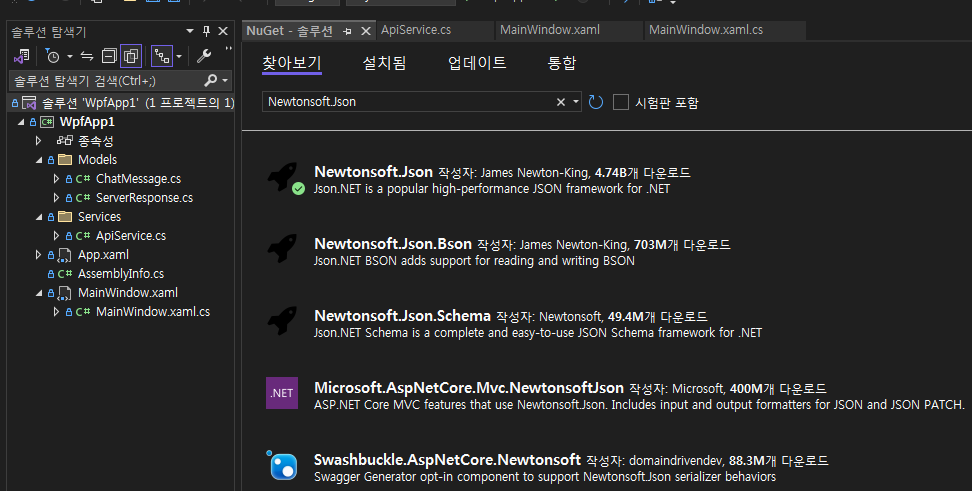 솔루션 탐색기
솔루션 탐색기 검색(Ctrl+;)
솔루션 'WpfApp1' (1 프로젝트의 1)
WpfApp1
종속성
Models
C# ChatMessage.cs
C# ServerResponse.cs
Services
C# ApiService.cs
App.xaml
C# AssemblyInfo.cs
MainWindow.xaml
C# MainWindow.xaml.cs
NuGet - 솔루션 ApiService.cs MainWindow.xaml MainWindow.xaml.cs
찾아보기 설치됨 업데이트 통합
Newtonsoft.Json 시험판 포함
Newtonsoft.Json 작성자: James Newton-King, 4.74B개 다운로드
Json.NET is a popular high-performance JSON framework for .NET
Newtonsoft.Json.Bson 작성자: James Newton-King, 703M개 다운로드
Json.NET BSON adds support for reading and writing BSON
Newtonsoft.Json.Schema 작성자: Newtonsoft, 49.4M개 다운로드
Json.NET Schema is a complete and easy-to-use JSON Schema framework for .NET
.NET
Microsoft.AspNetCore.Mvc.NewtonsoftJson 작성자: Microsoft, 400M개 다운로드
ASP.NET Core MVC features that use Newtonsoft.Json. Includes input and output formatters for JSON and JSON PATCH.
Swashbuckle.AspNetCore.Newtonsoft 작성자: domaindrivendev, 88.3M개 다운로드
Swagger Generator opt-in component to support Newtonsoft.Json serializer behaviors